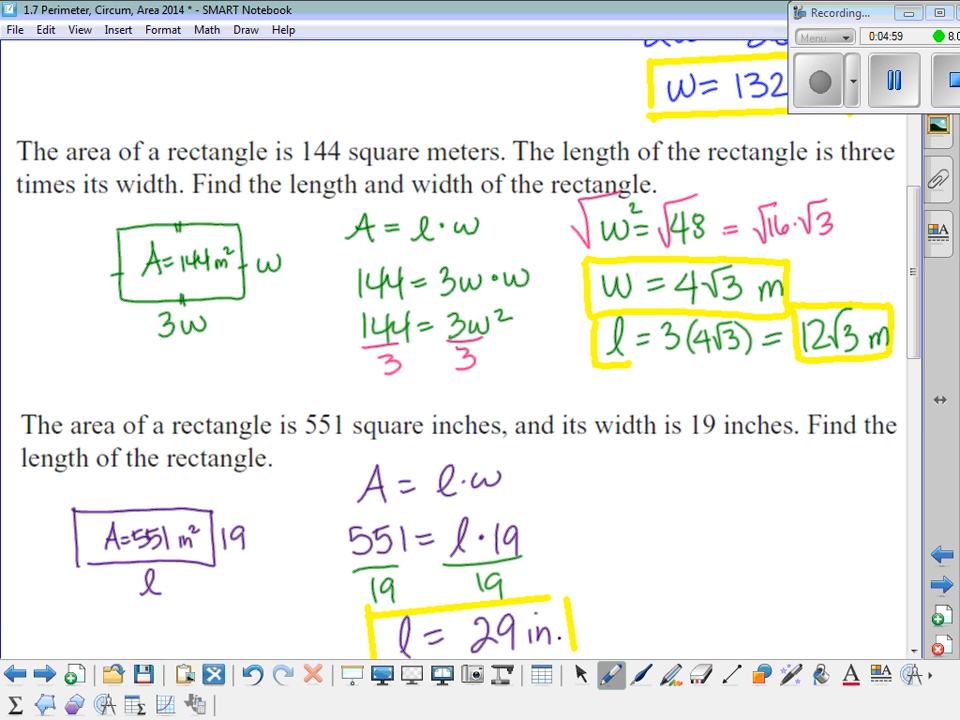 1.7 Perimeter, Circum, Area 2014 * - SMART Notebook
Recording...
File Edit View Insert Format Math Draw Help
Menu
0:04:59
8.0
w = 132
The area of a rectangle is 144 square meters. The length of the rectangle is three
times its width. Find the length and width of the rectangle.
A = 144 m² w
3w
A = l · w
144 = 3w · w
144 = 3w²
3 3
√w² = √48 = √16 · √3
w = 4√3 m
l = 3(4√3) = 12√3 m
The area of a rectangle is 551 square inches, and its width is 19 inches. Find the
length of the rectangle.
A = 551 m² 19
l
A = l · w
551 = l · 19
19 19
l = 29 in.